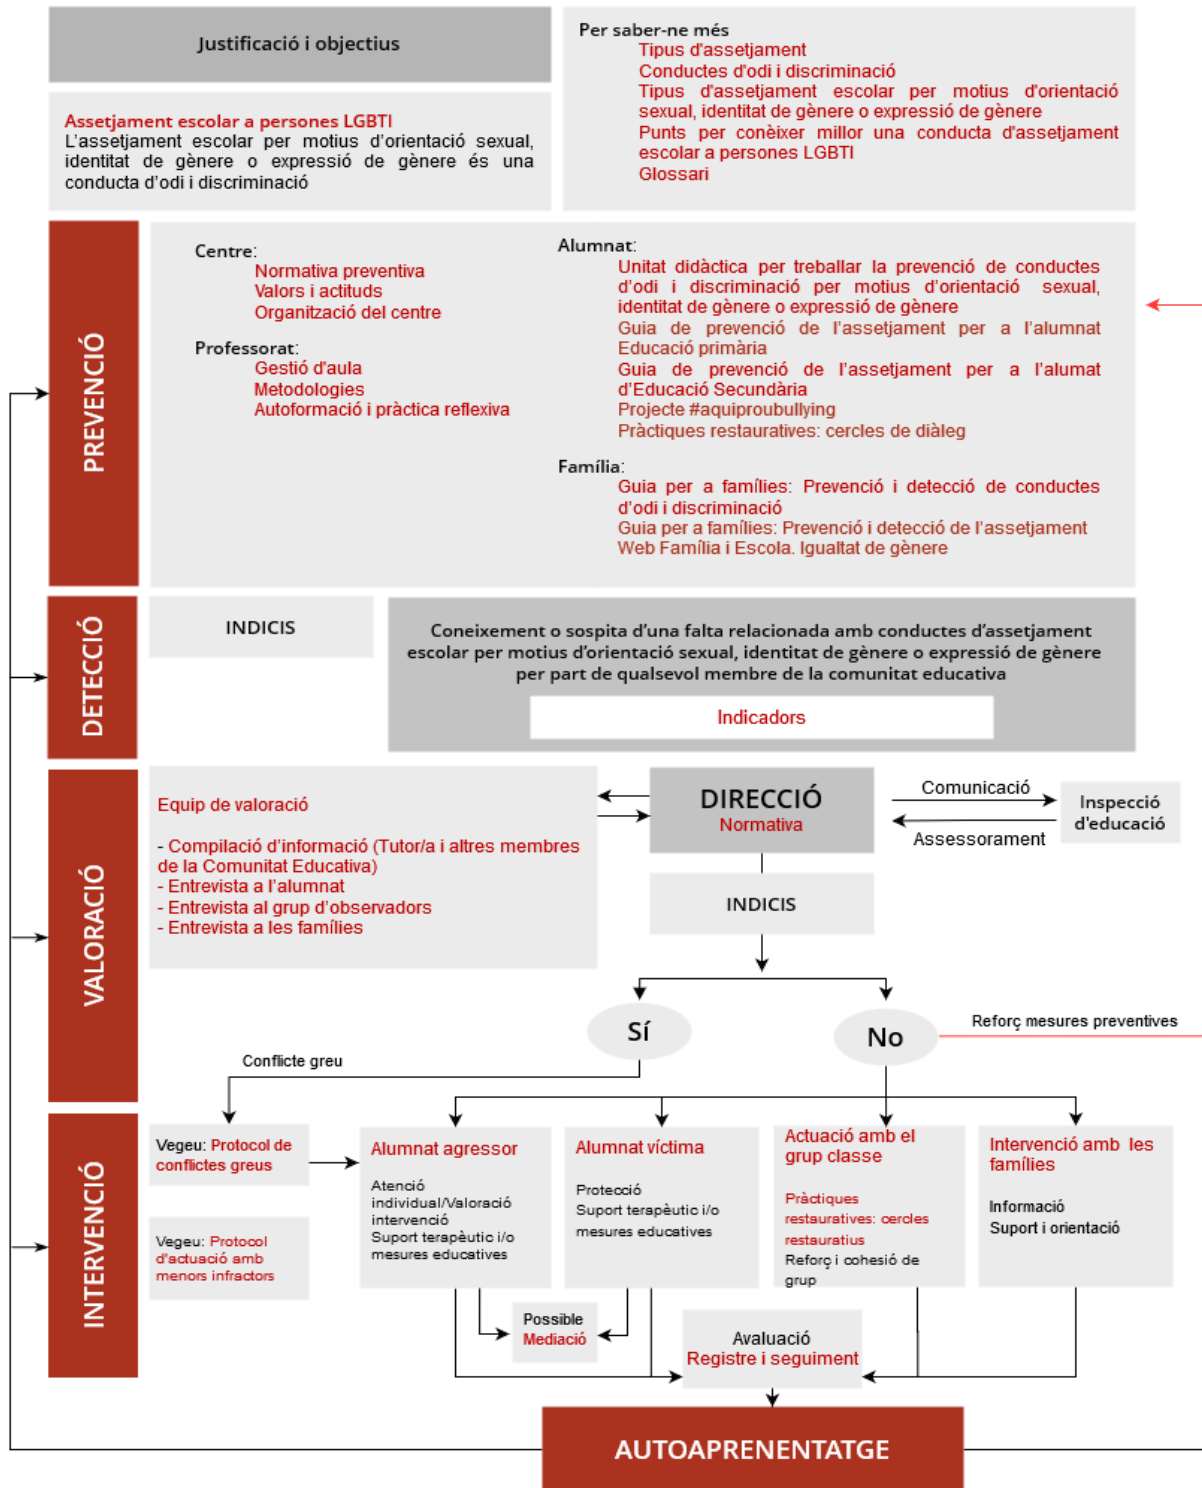 Justificació i objectius
Assetjament escolar a persones LGBTI
L’assetjament escolar per motius d’orientació sexual,
identitat de gènere o expressió de gènere és una
conducta d’odi i discriminació
Per saber-ne més
Tipus d'assetjament
Conductes d'odi i discriminació
Tipus d'assetjament escolar per motius d'orientació
sexual, identitat de gènere o expressió de gènere
Punts per conèixer millor una conducta d'assetjament
escolar a persones LGBTI
Glossari
PREVENCIÓ
Centre:
Normativa preventiva
Valors i actituds
Organització del centre
Professorat:
Gestió d'aula
Metodologies
Autoformació i pràctica reflexiva
Alumnat:
Unitat didàctica per treballar la prevenció de conductes
d’odi i discriminació per motius d’orientació sexual,
identitat de gènere o expressió de gènere
Guia de prevenció de l’assetjament per a l’alumnat
Educació primària
Guia de prevenció de l’assetjament per a l’alumat
d’Educació Secundària
Projecte #aquiproubullying
Pràctiques restauratives: cercles de diàleg
Família:
Guia per a famílies: Prevenció i detecció de conductes
d’odi i discriminació
Guia per a famílies: Prevenció i detecció de l’assetjament
Web Família i Escola. Igualtat de gènere
DETECCIÓ
INDICIS
Coneixement o sospita d’una falta relacionada amb conductes d’assetjament
escolar per motius d’orientació sexual, identitat de gènere o expressió de gènere
per part de qualsevol membre de la comunitat educativa
Indicadors
VALORACIÓ
Equip de valoració
- Compilació d’informació (Tutor/a i altres membres
de la Comunitat Educativa)
- Entrevista a l’alumnat
- Entrevista al grup d’observadors
- Entrevista a les famílies
DIRECCIÓ
Normativa
Comunicació
Assessorament
Inspecció
d'educació
INDICIS
Sí
No
Reforç mesures preventives
Conflicte greu
INTERVENCIÓ
Vegeu: Protocol de
conflictes greus
Vegeu: Protocol
d'actuació amb
menors infractors
Alumnat agressor
Atenció
individual/Valoració
intervenció
Suport terapèutic i/o
mesures educatives
Alumnat víctima
Protecció
Suport terapèutic i/o
mesures educatives
Actuació amb el
grup classe
Pràctiques
restauratives: cercles
restauratius
Reforç i cohesió de
grup
Intervenció amb les
famílies
Informació
Suport i orientació
Possible
Mediació
Avaluació
Registre i seguiment
AUTOAPRENENTATGE